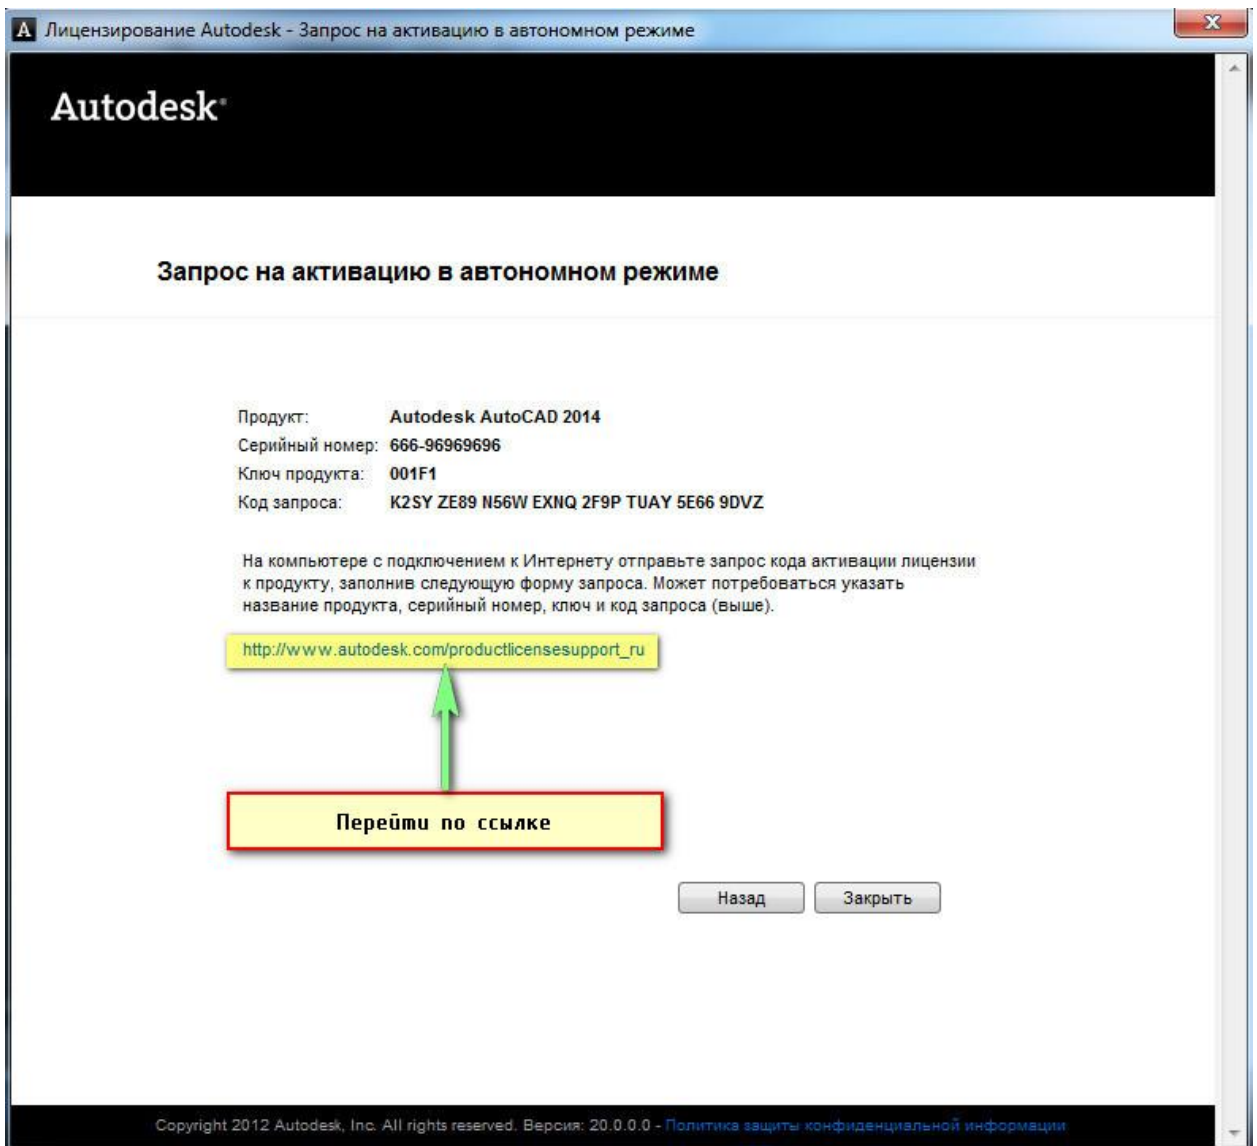 Лицензирование Autodesk - Запрос на активацию в автономном режиме
Autodesk®
Запрос на активацию в автономном режиме
Продукт: Autodesk AutoCAD 2014
Серийный номер: 666-96969696
Ключ продукта: 001F1
Код запроса: K2SY ZE89 N56W EXNQ 2F9P TUAY 5E66 9DVZ
На компьютере с подключением к Интернету отправьте запрос кода активации лицензии
к продукту, заполнив следующую форму запроса. Может потребоваться указать
название продукта, серийный номер, ключ и код запроса (выше).
http://www.autodesk.com/productlicensesupport_ru
Перейти по ссылке
Назад Закрыть
Copyright 2012 Autodesk, Inc. All rights reserved. Версия: 20.0.0.0 - Политика защиты конфиденциальной информации